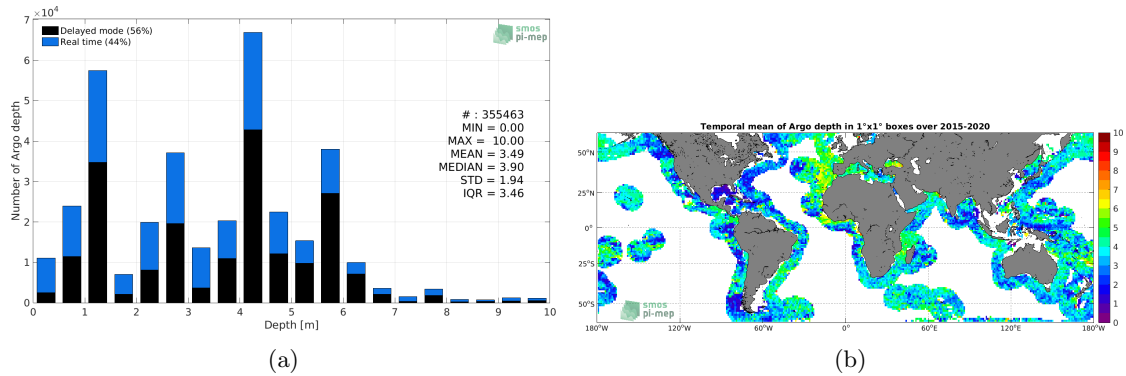 ×10⁴
7
6
5
4
3
2
1
0
Number of Argo depth
Delayed mode (56%)
Real time (44%)
smos
pi-mep
# : 355463
MIN = 0.00
MAX = 10.00
MEAN = 3.49
MEDIAN = 3.90
STD = 1.94
IQR = 3.46
0 1 2 3 4 5 6 7 8 9 10
Depth [m]
(a)
Temporal mean of Argo depth in 1°x1° boxes over 2015-2020
50°N
25°N
0°
25°S
50°S
180°W 120°W 60°W 0° 60°E 120°E 180°W
smos
pi-mep
10
9
8
7
6
5
4
3
2
1
0
(b)